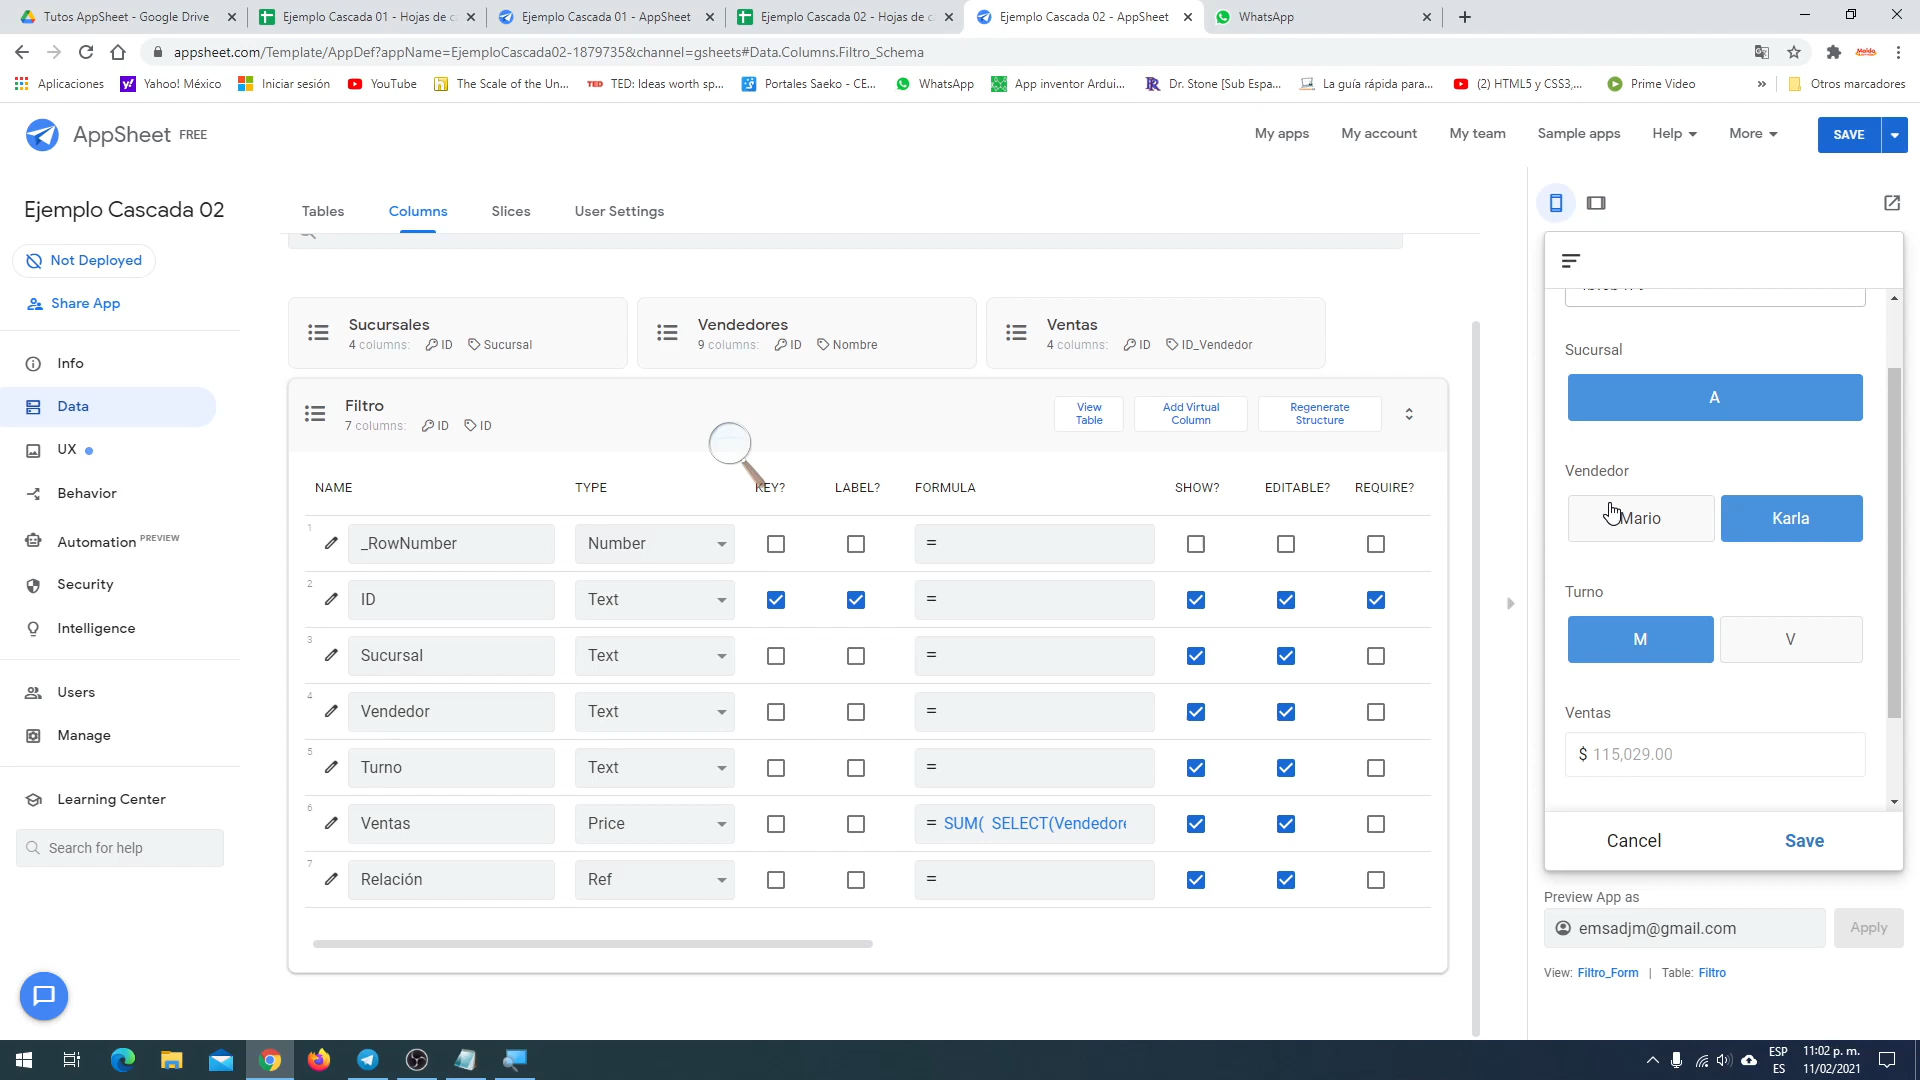 Tutos AppSheet - Google Drive
Ejemplo Cascada 01 - Hojas de c
Ejemplo Cascada 01 - AppSheet
Ejemplo Cascada 02 - Hojas de c
Ejemplo Cascada 02 - AppSheet
WhatsApp
appsheet.com/Template/AppDef?appName=EjemploCascada02-1879735&channel=gsheets#Data.Columns.Filtro_Schema
Aplicaciones
Yahoo! México
Iniciar sesión
YouTube
The Scale of the Un...
TED: Ideas worth sp...
Portales Saeko - CE...
WhatsApp
App inventor Ardui...
Dr. Stone [Sub Espa...
La guía rápida para...
(2) HTML5 y CSS3,...
Prime Video
»
Otros marcadores
AppSheet FREE
My apps
My account
My team
Sample apps
Help
More
SAVE
Ejemplo Cascada 02
Not Deployed
Share App
Info
Data
UX
Behavior
Automation PREVIEW
Security
Intelligence
Users
Manage
Learning Center
Search for help
Tables
Columns
Slices
User Settings
Sucursales
4 columns: ID Sucursal
Vendedores
9 columns: ID Nombre
Ventas
4 columns: ID ID_Vendedor
Filtro
7 columns: ID ID
View Table
Add Virtual Column
Regenerate Structure
NAME TYPE KEY? LABEL? FORMULA SHOW? EDITABLE? REQUIRE?
1 _RowNumber Number =
2 ID Text =
3 Sucursal Text =
4 Vendedor Text =
5 Turno Text =
6 Ventas Price = SUM( SELECT(Vendedore
7 Relación Ref =
Sucursal
A
Vendedor
Mario Karla
Turno
M V
Ventas
$ 115,029.00
Cancel Save
Preview App as
emsadjm@gmail.com
Apply
View: Filtro_Form | Table: Filtro
ESP
ES
11:02 p. m.
11/02/2021